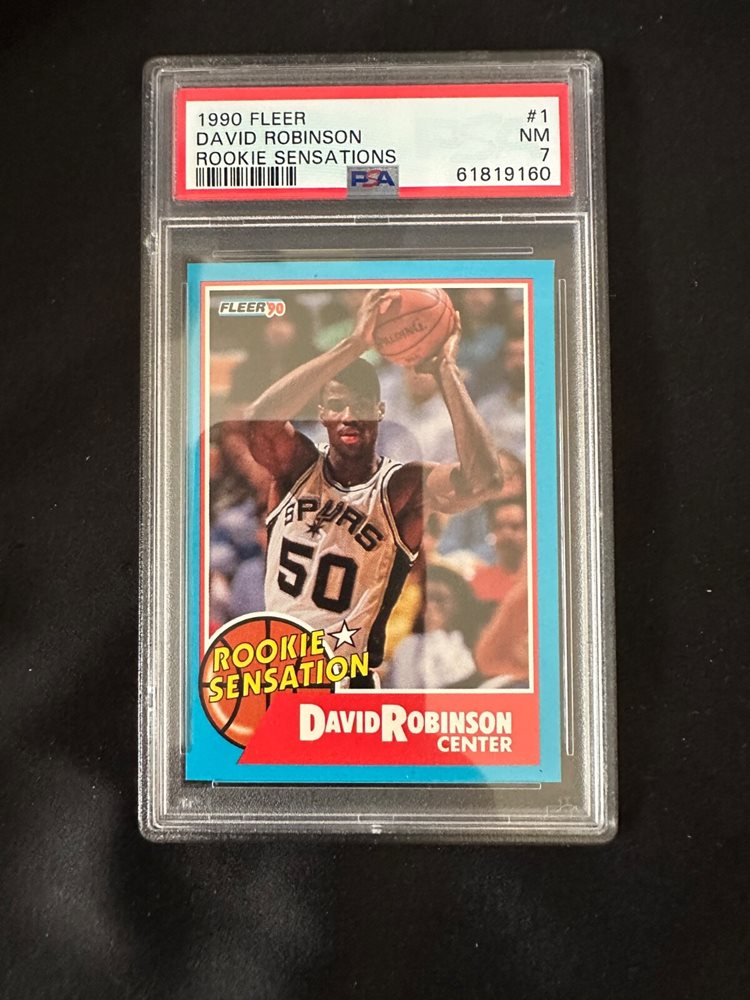 1990 FLEER #1
DAVID ROBINSON NM
ROOKIE SENSATIONS 7
PSA 61819160
FLEER'90
SPALDING
SPURS
50
ROOKIE
SENSATION
DAVID ROBINSON
CENTER